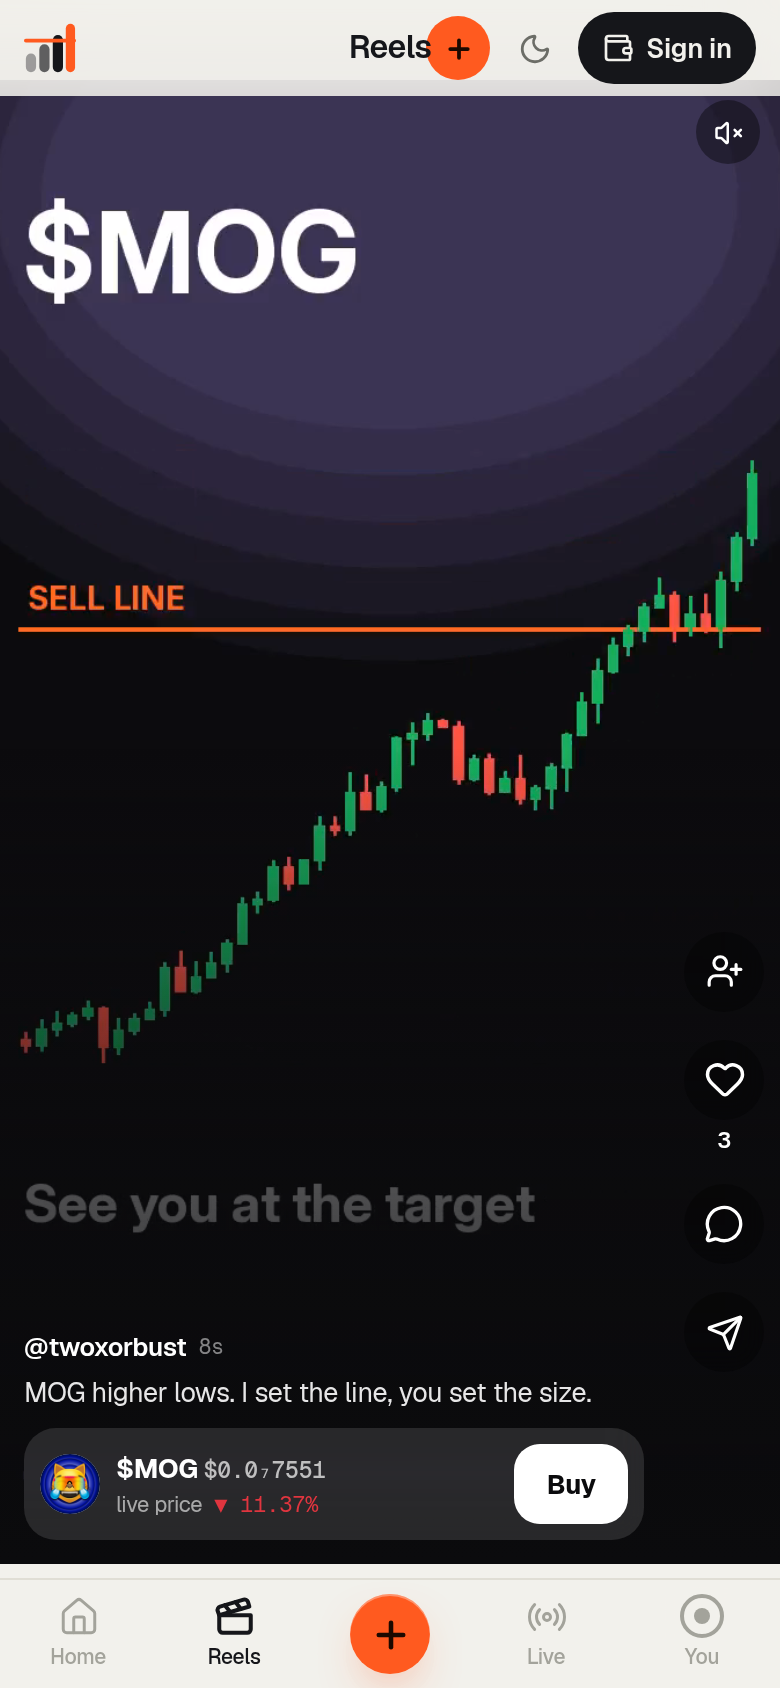 Reels
Sign in
$MOG
SELL LINE
3
See you at the target
@twoxorbust 8s
MOG higher lows. I set the line, you set the size.
$MOG $0.0₇7551
live price ▼ 11.37%
Buy
Home
Reels
Live
You